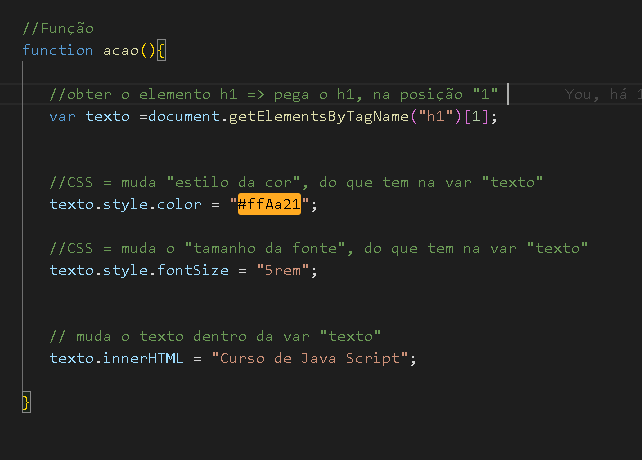 //Função
function acao(){
//obter o elemento h1 => pega o h1, na posição "1" You, há 1
var texto =document.getElementsByTagName("h1")[1];
//CSS = muda "estilo da cor", do que tem na var "texto"
texto.style.color = "#ffAa21";
//CSS = muda o "tamanho da fonte", do que tem na var "texto"
texto.style.fontSize = "5rem";
// muda o texto dentro da var "texto"
texto.innerHTML = "Curso de Java Script";
}